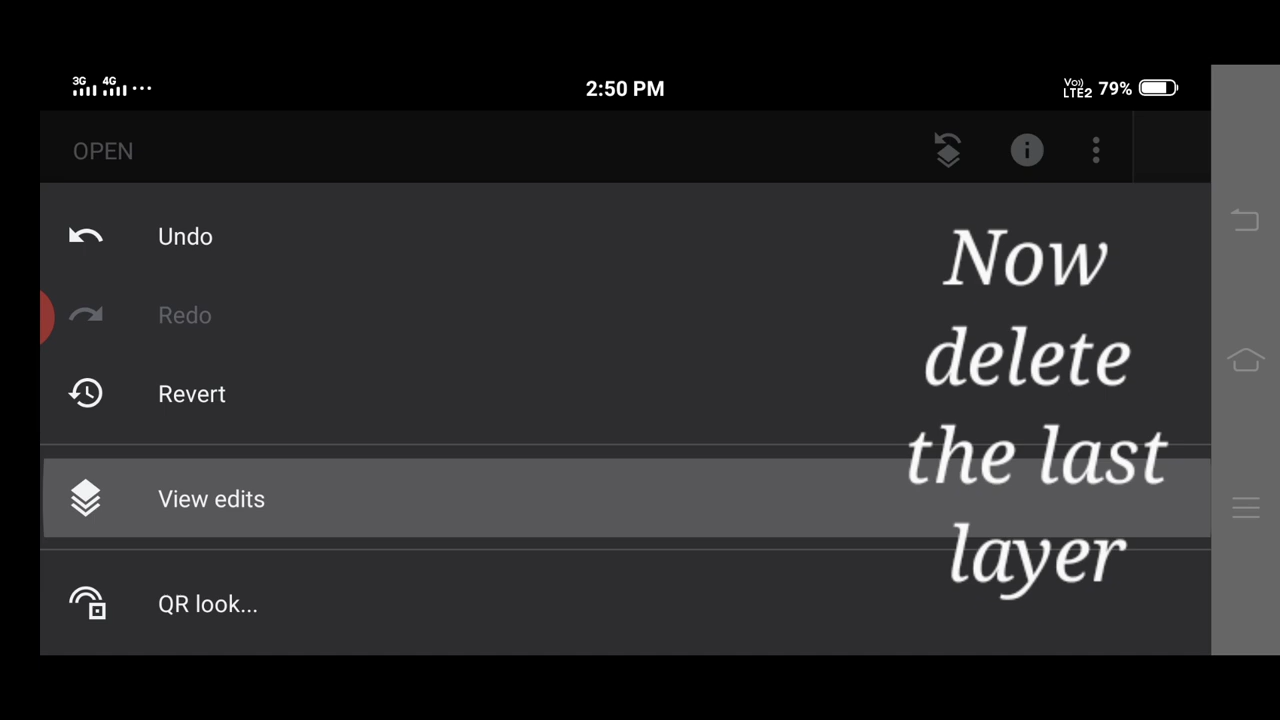 3G 4G ... 2:50 PM Vo)) LTE2 79%
OPEN
Undo
Redo
Revert
View edits
QR look...
Now
delete
the last
layer